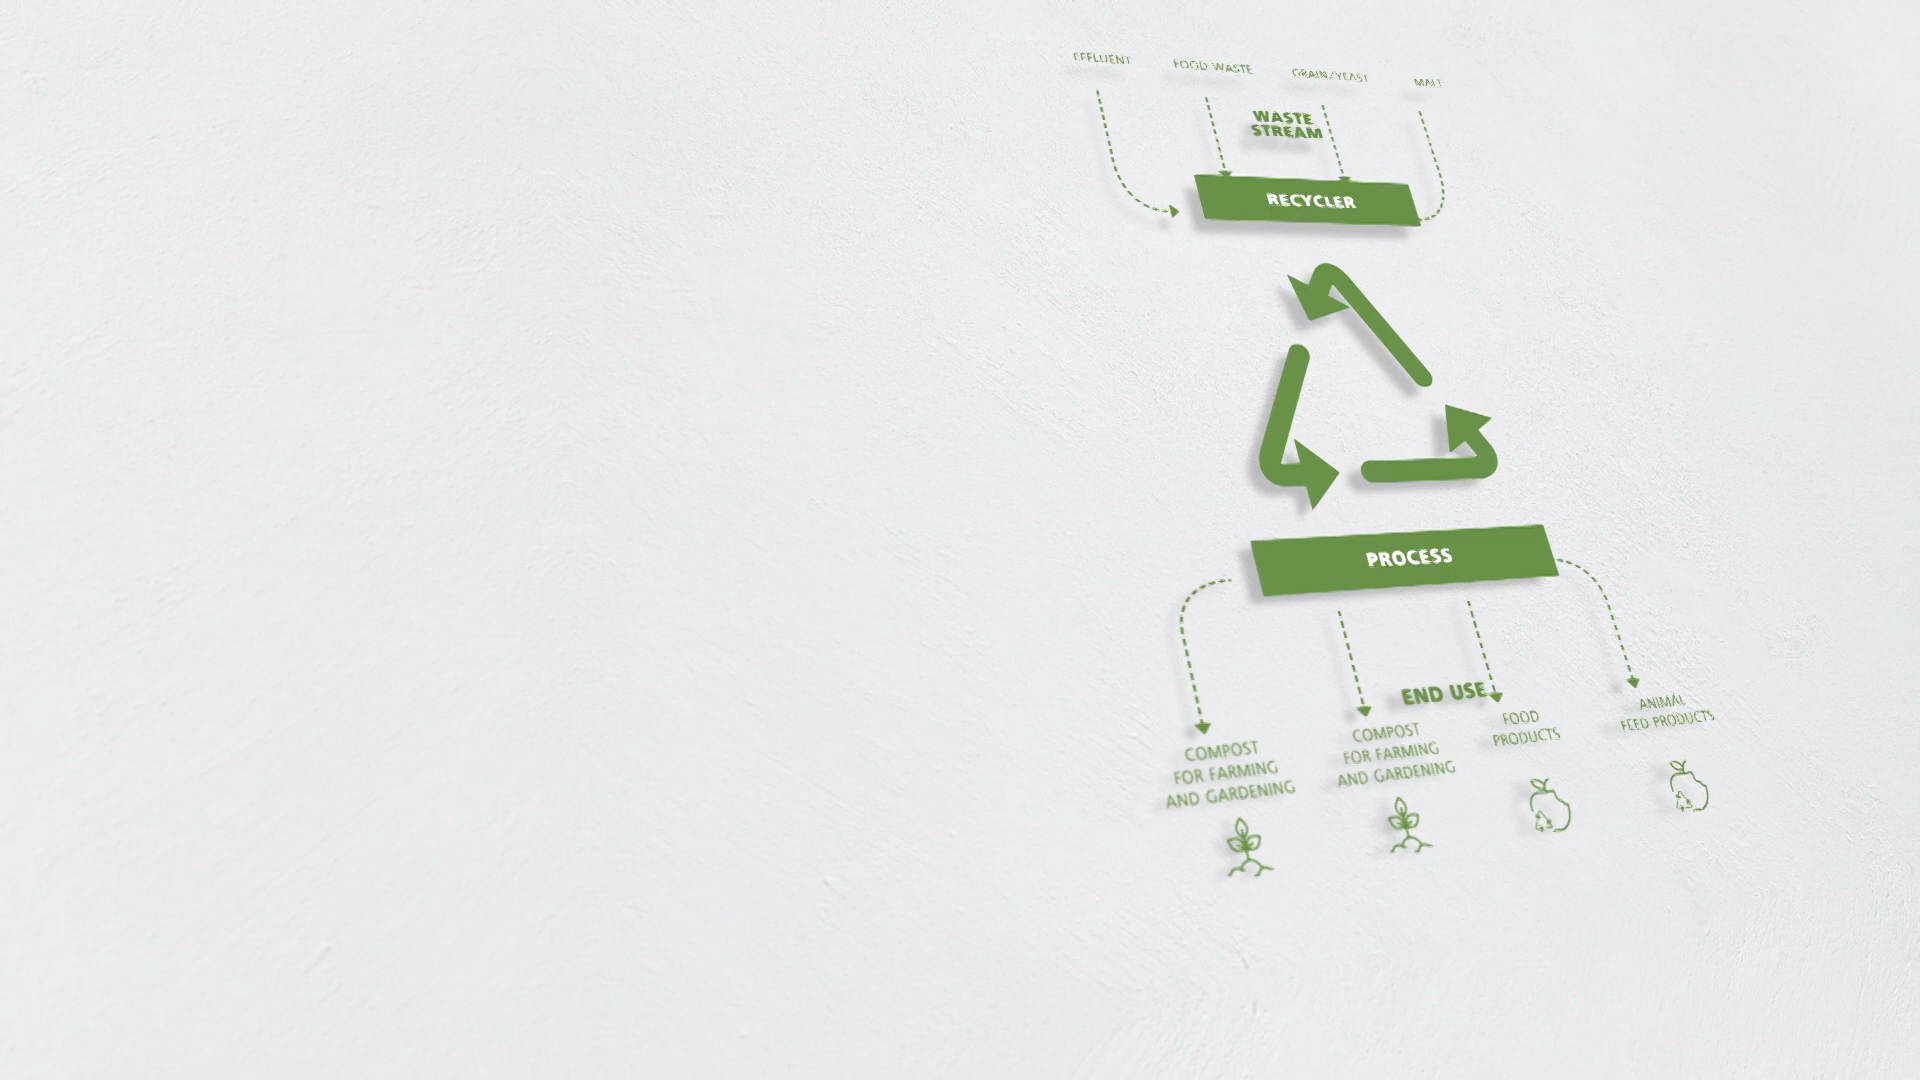 EFFLUENT
FOOD WASTE
GRAIN/YEAST
MALT
WASTE
STREAM
RECYCLER
PROCESS
END USE
COMPOST
FOR FARMING
AND GARDENING
COMPOST
FOR FARMING
AND GARDENING
FOOD
PRODUCTS
ANIMAL
FEED PRODUCTS